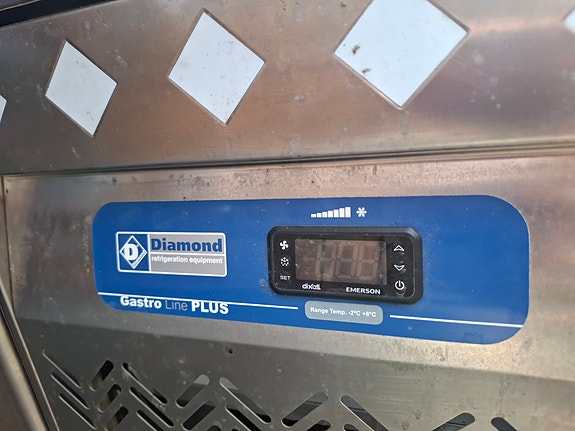 D
Diamond
refrigeration equipment
SET
dixell
EMERSON
Gastro Line PLUS
Range Temp. -2°C +8°C